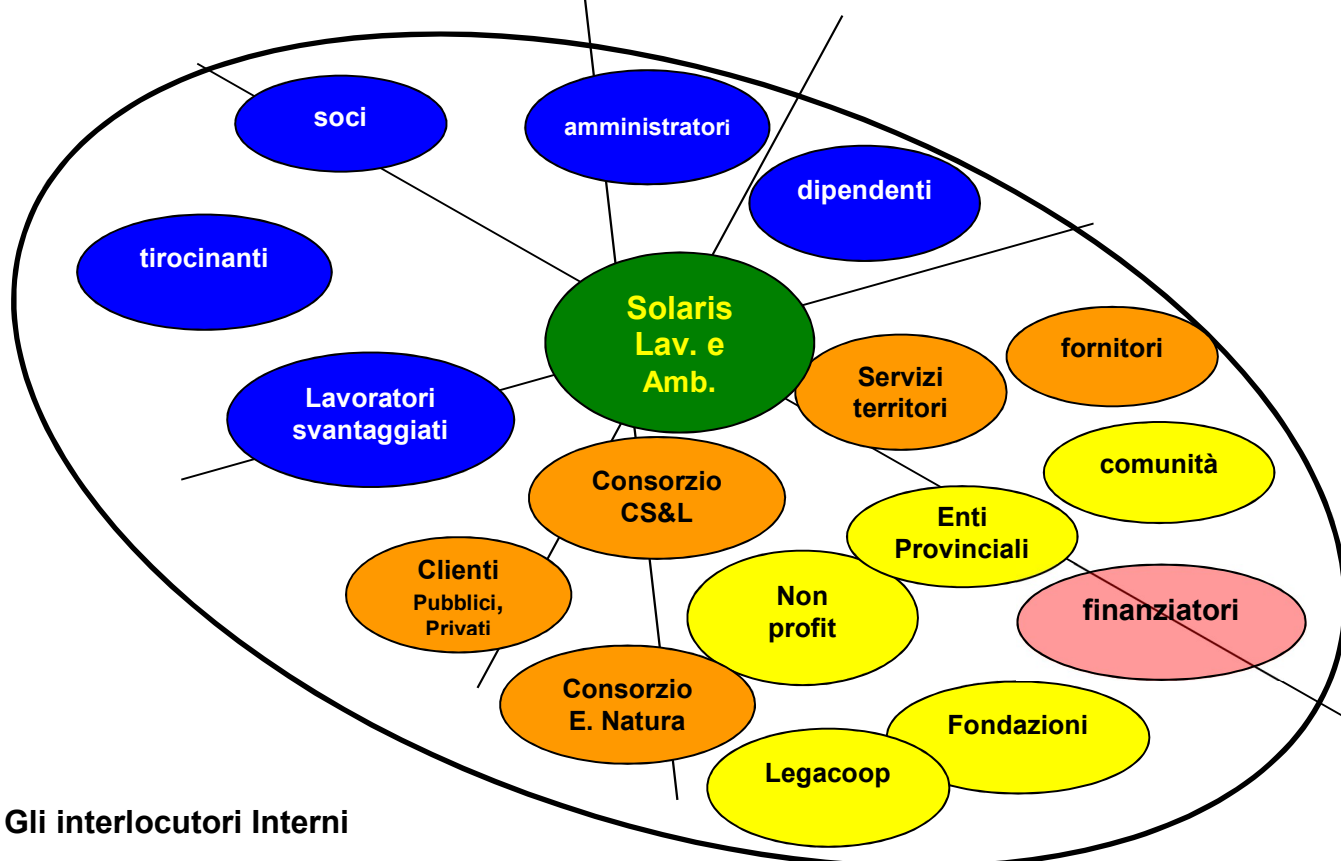 soci
amministratori
dipendenti
tirocinanti
Solaris
Lav. e
Amb.
fornitori
Servizi
territori
Lavoratori
svantaggiati
comunità
Consorzio
CS&L
Enti
Provinciali
Clienti
Pubblici,
Privati
Non
profit
finanziatori
Consorzio
E. Natura
Fondazioni
Legacoop
Gli interlocutori Interni